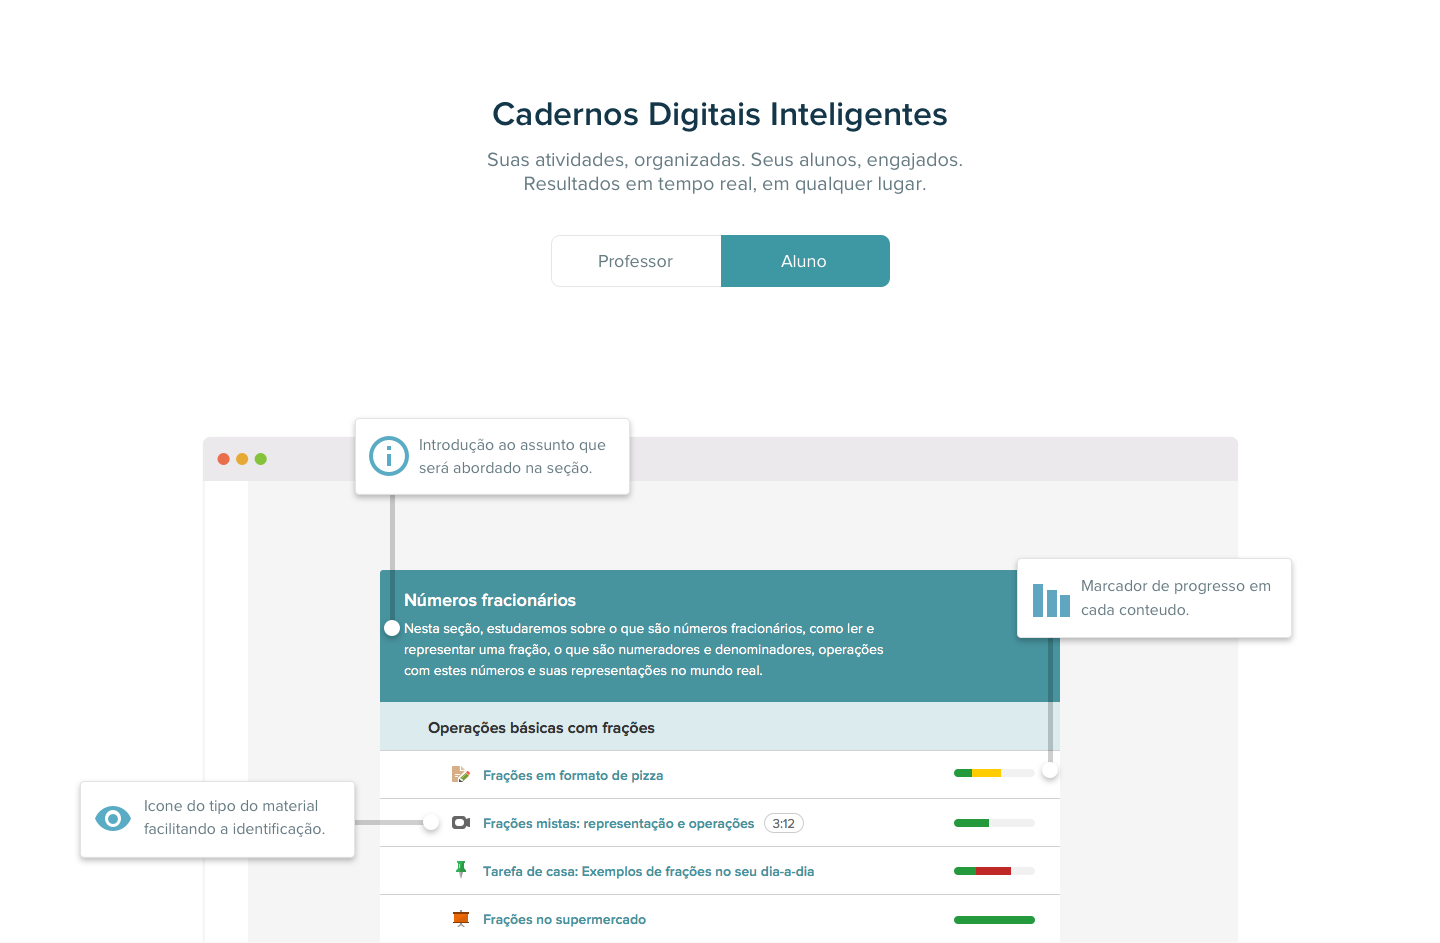 Cadernos Digitais Inteligentes
Suas atividades, organizadas. Seus alunos, engajados.
Resultados em tempo real, em qualquer lugar.
Professor
Aluno
Introdução ao assunto que
será abordado na seção.
Marcador de progresso em
cada conteudo.
Números fracionários
Nesta seção, estudaremos sobre o que são números fracionários, como ler e
representar uma fração, o que são numeradores e denominadores, operações
com estes números e suas representações no mundo real.
Operações básicas com frações
Frações em formato de pizza
Icone do tipo do material
facilitando a identificação.
Frações mistas: representação e operações 3:12
Tarefa de casa: Exemplos de frações no seu dia-a-dia
Frações no supermercado